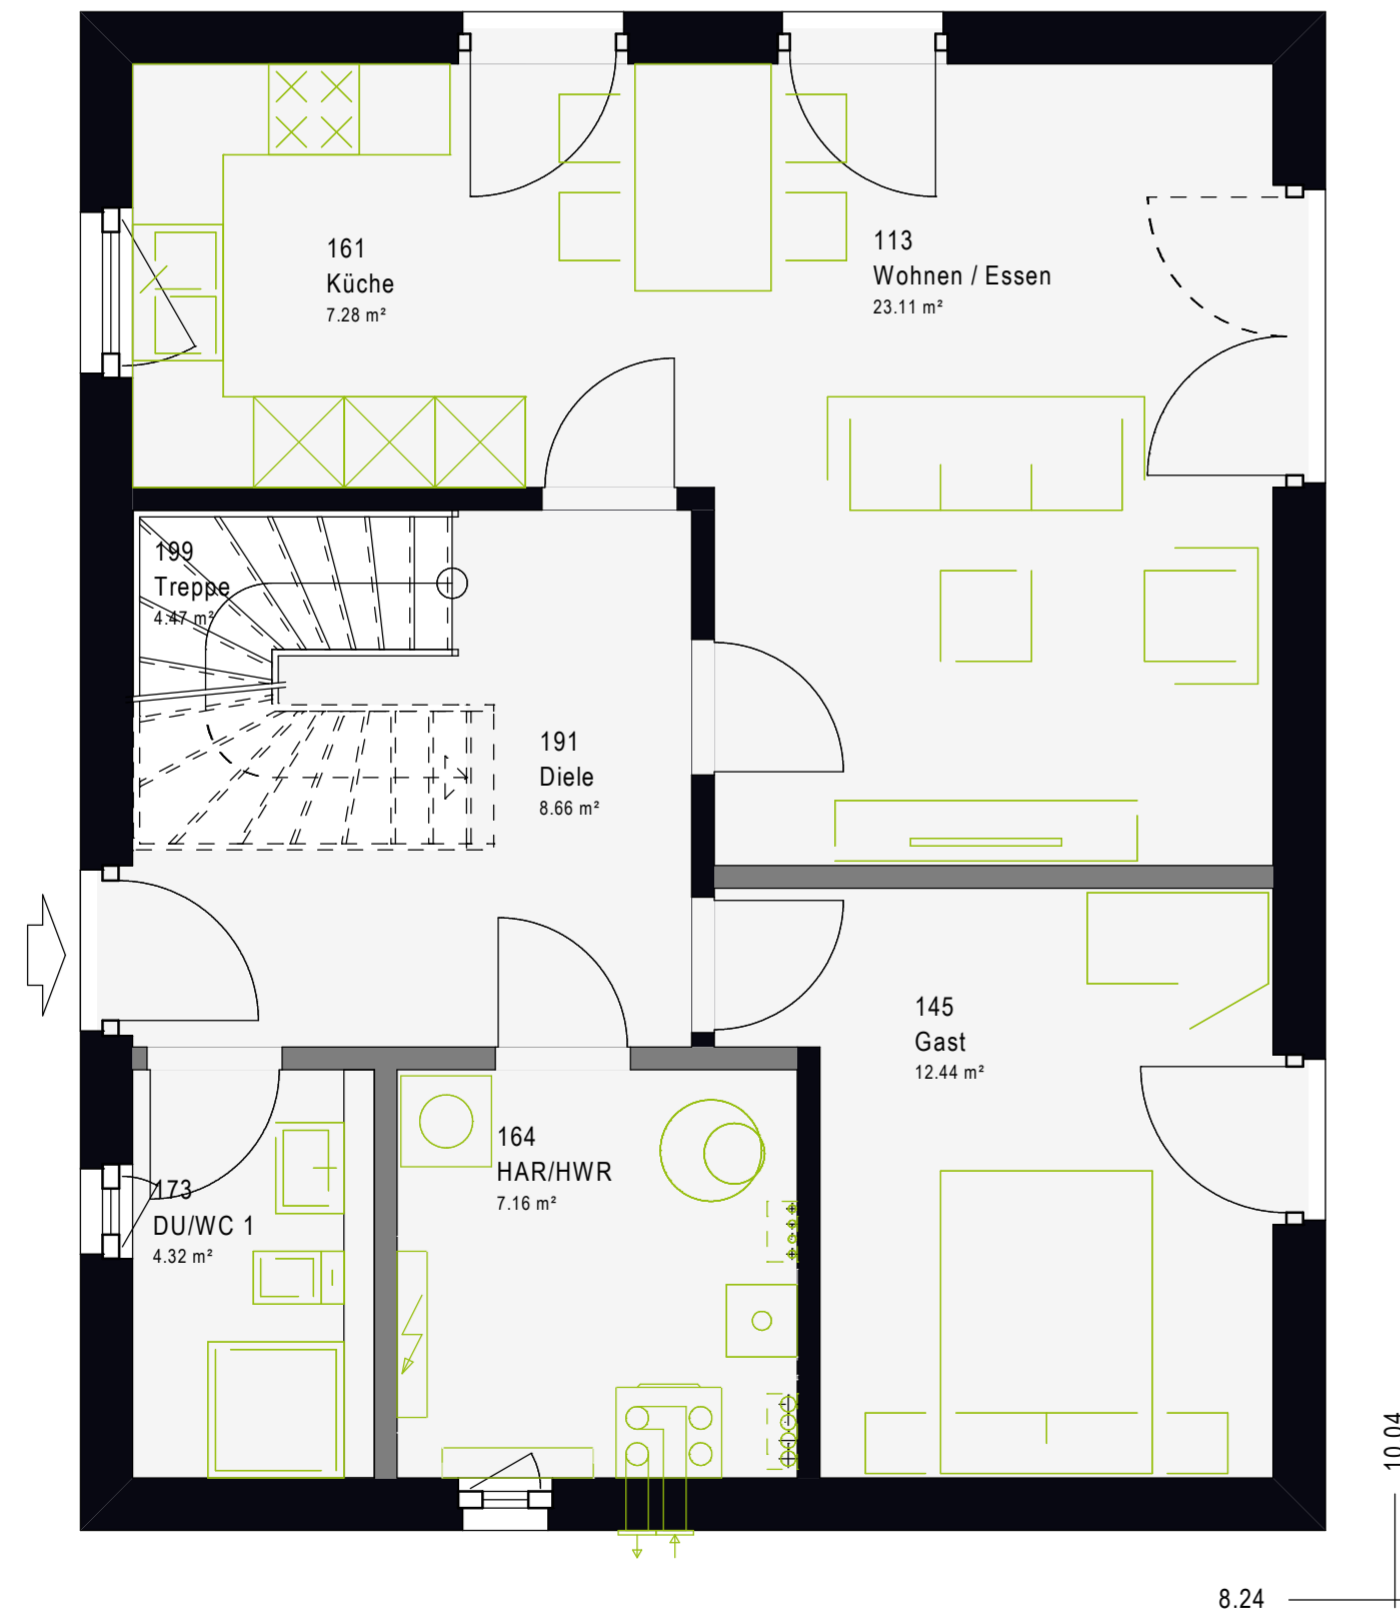 161
Küche
7.28 m²
113
Wohnen / Essen
23.11 m²
199
Treppe
4.47 m²
191
Diele
8.66 m²
145
Gast
12.44 m²
164
HAR/HWR
7.16 m²
173
DU/WC 1
4.32 m²
10.04
8.24